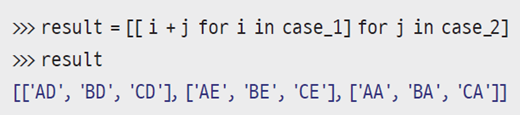 >>> result = [[ i + j for i in case_1] for j in case_2]
>>> result
[['AD', 'BD', 'CD'], ['AE', 'BE', 'CE'], ['AA', 'BA', 'CA']]